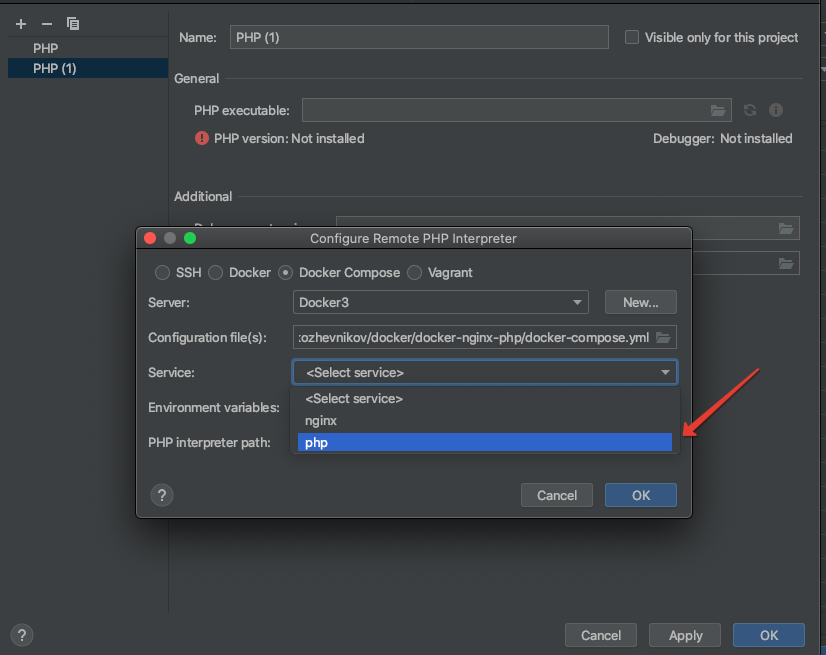 PHP
PHP (1)
Name: PHP (1) Visible only for this project
General
PHP executable:
PHP version: Not installed Debugger: Not installed
Additional
Configure Remote PHP Interpreter
SSH Docker Docker Compose Vagrant
Server: Docker3 New...
Configuration file(s): :ozhevnikov/docker/docker-nginx-php/docker-compose.yml
Service: <Select service>
<Select service>
Environment variables:
nginx
PHP interpreter path: php
? Cancel OK
? Cancel Apply OK